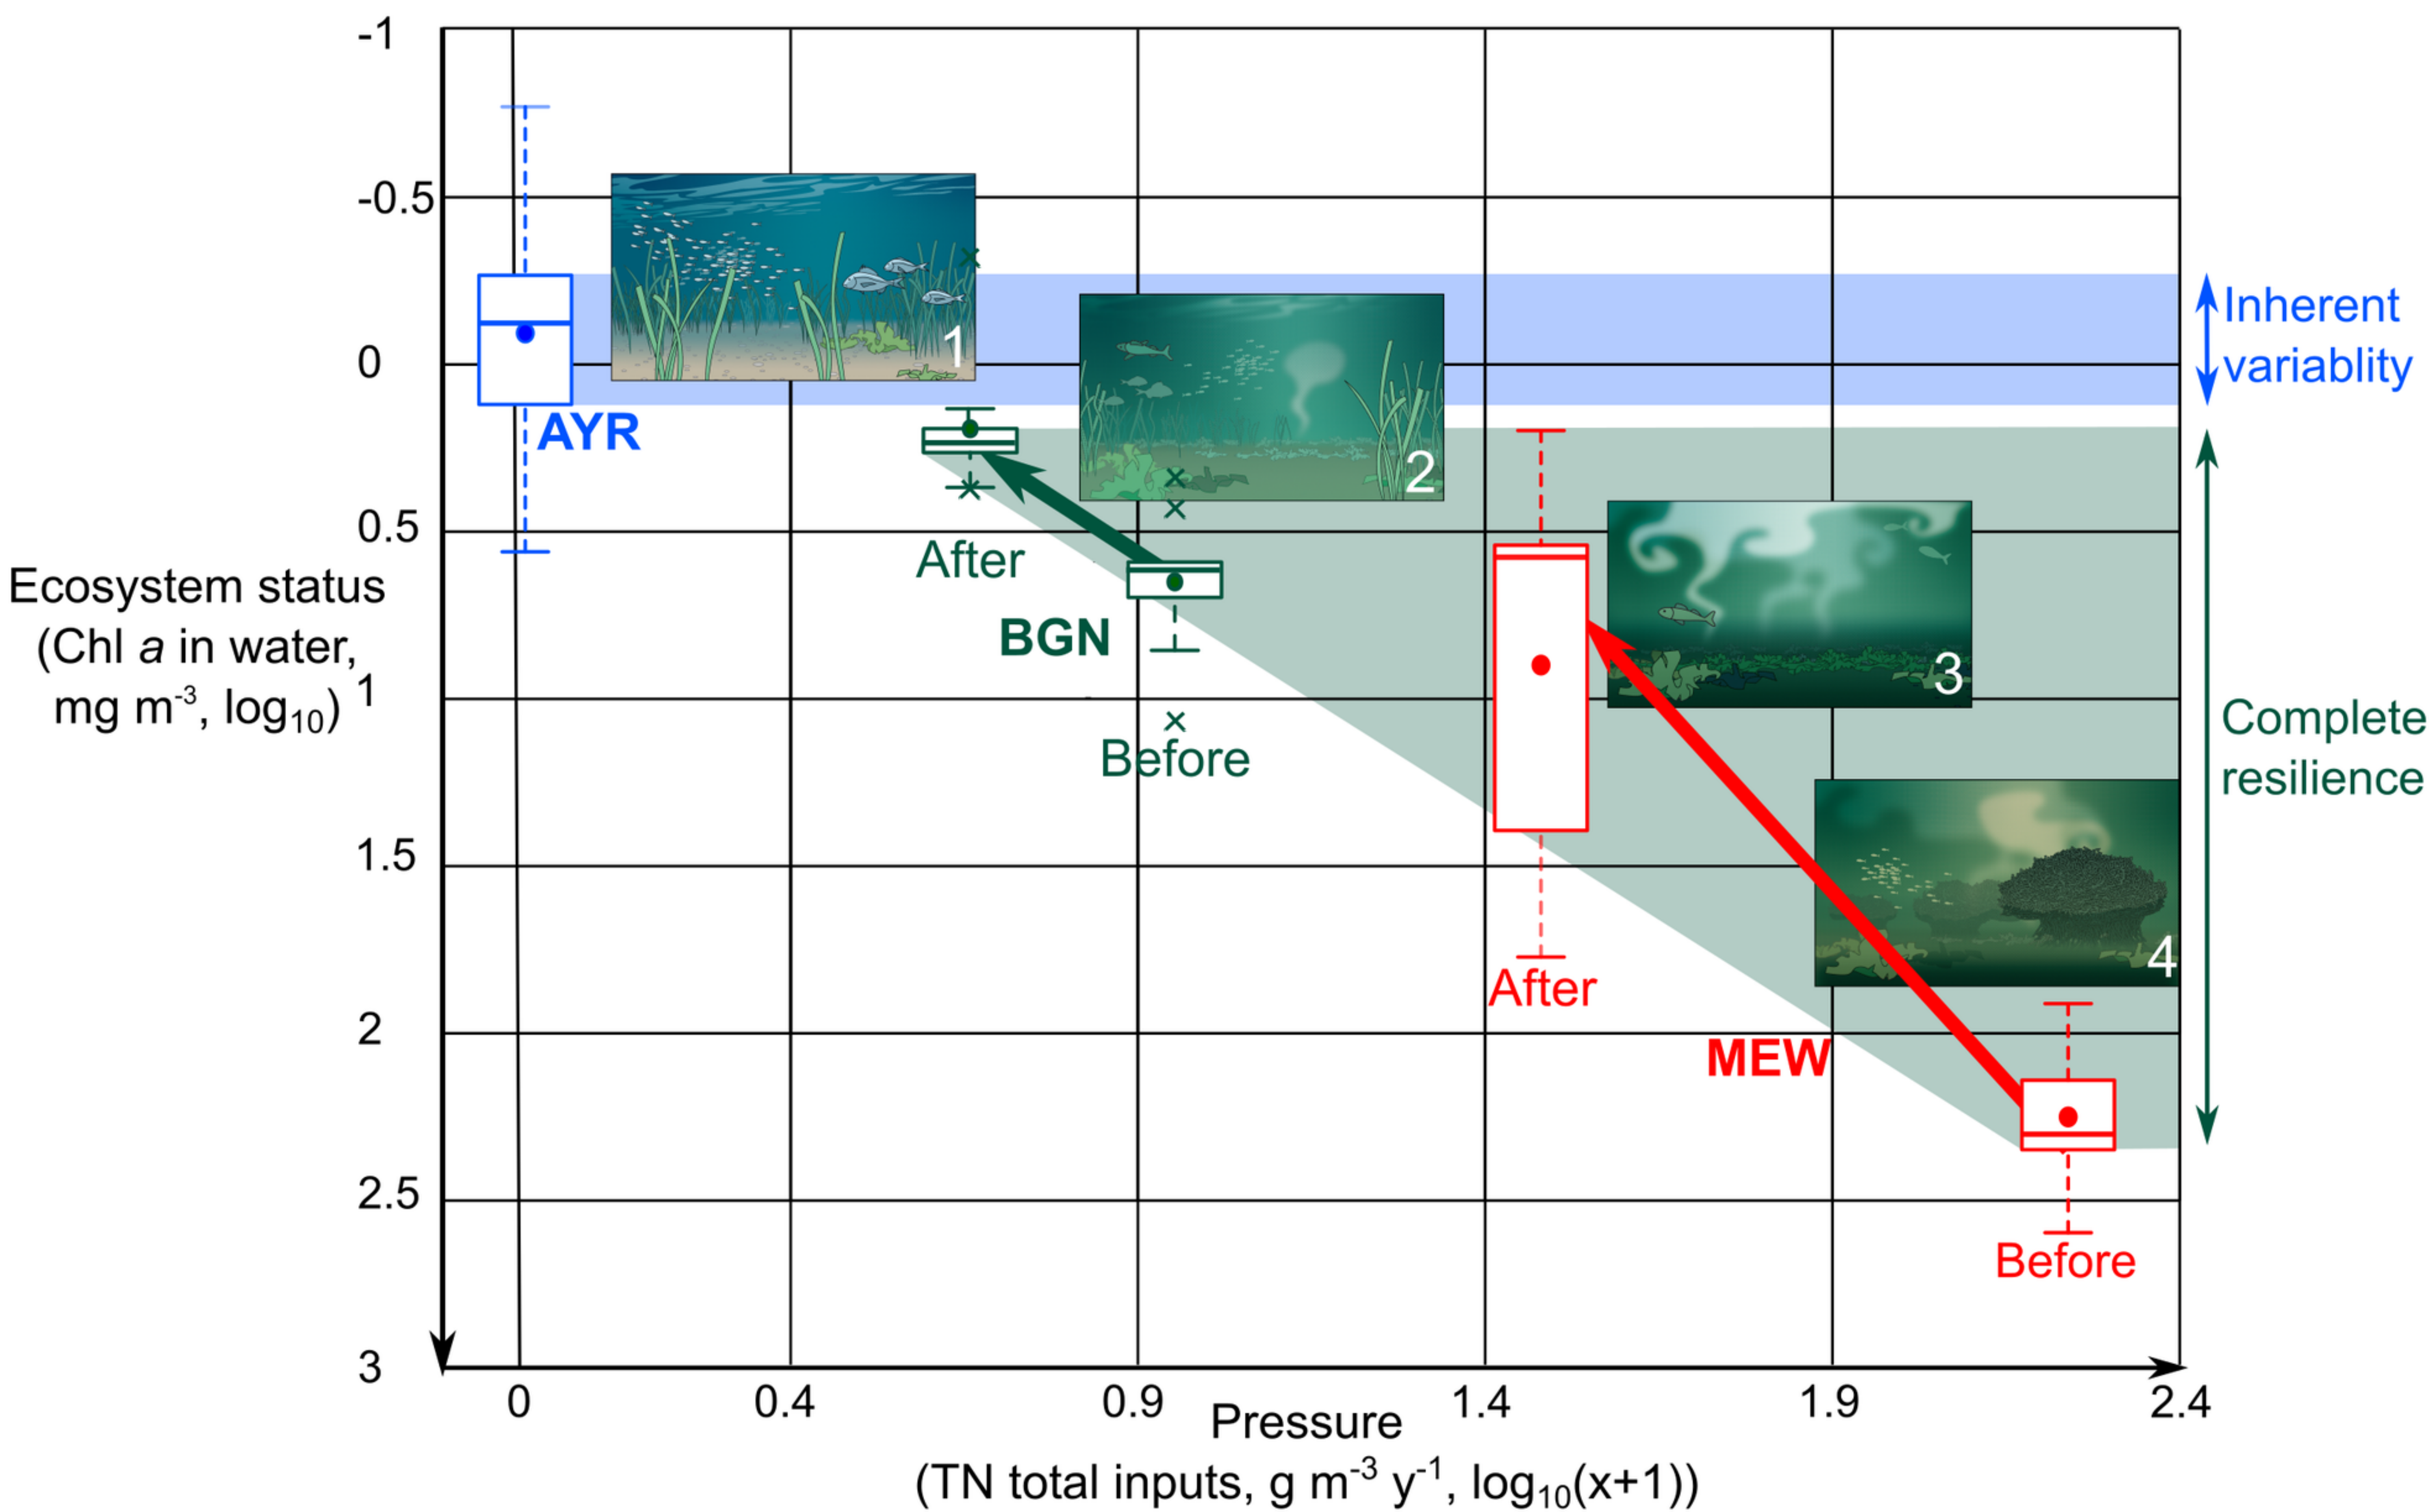 -1
-0.5
0
0.5
1
1.5
2
2.5
3
Ecosystem status
(Chl a in water,
mg m-3, log10)
1
2
3
4
AYR
After
BGN
Before
After
MEW
Before
Inherent
variablity
Complete
resilience
0 0.4 0.9 1.4 1.9 2.4
Pressure
(TN total inputs, g m-3 y-1, log10(x+1))